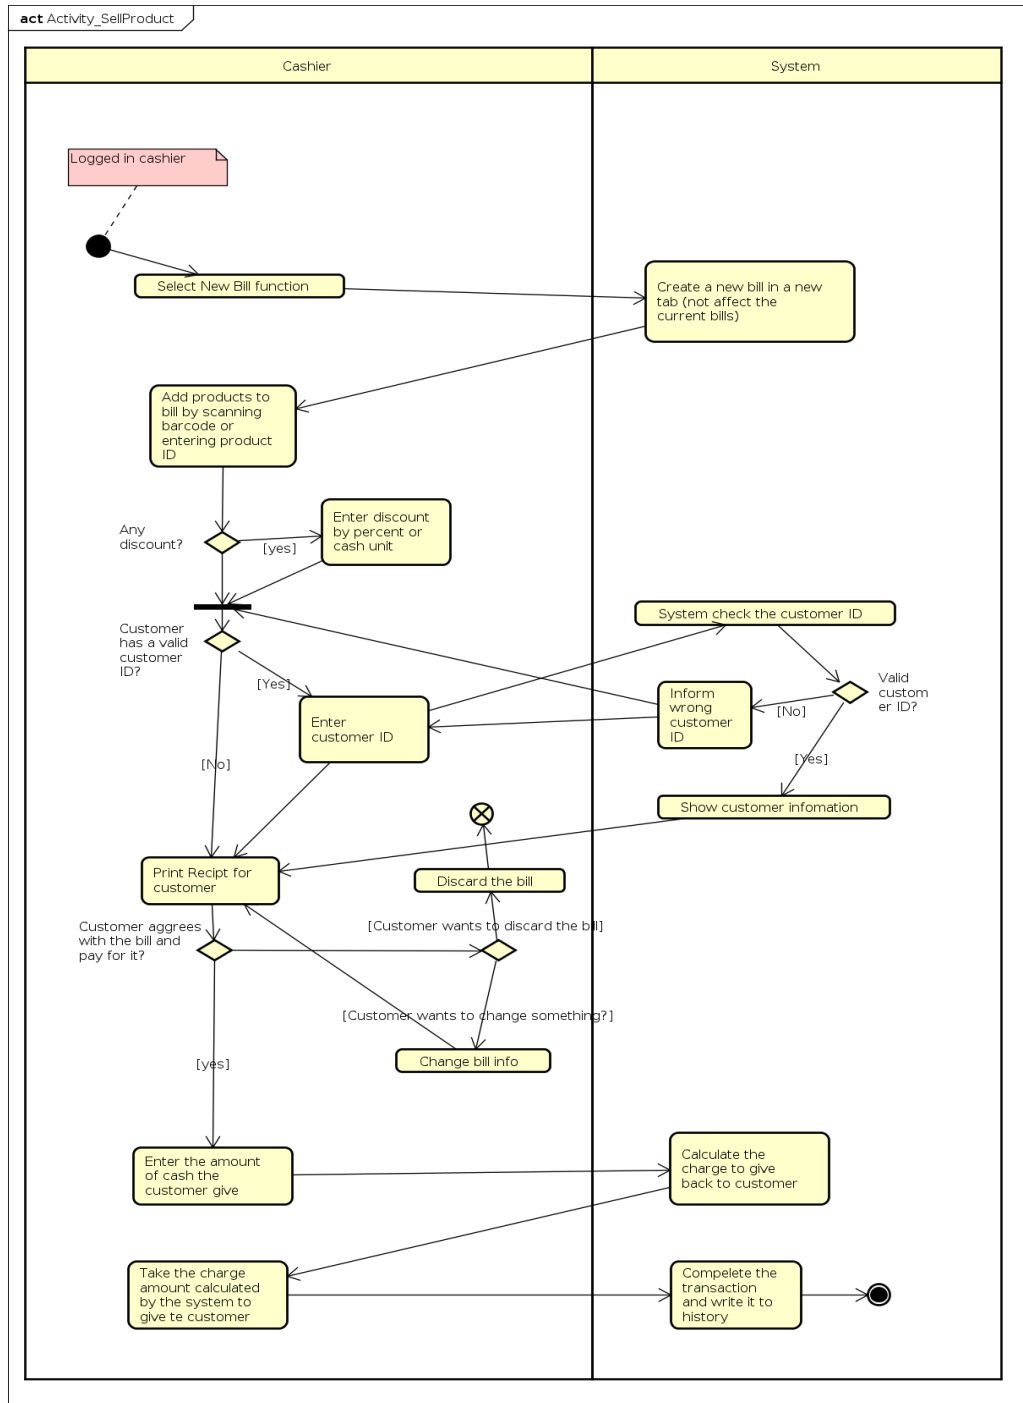 act Activity_SellProduct
Cashier
System
Logged in cashier
Select New Bill function
Create a new bill in a new
tab (not affect the
current bills)
Add products to
bill by scanning
barcode or
entering product
ID
Any
discount?
[yes]
Enter discount
by percent or
cash unit
System check the customer ID
Customer
has a valid
customer
ID?
[Yes]
Enter
customer ID
Inform
wrong
customer
ID
[No]
Valid
custom
er ID?
[No]
[Yes]
Show customer infomation
Print Recipt for
customer
Discard the bill
Customer aggrees
with the bill and
pay for it?
[Customer wants to discard the bill]
[Customer wants to change something?]
Change bill info
[yes]
Enter the amount
of cash the
customer give
Calculate the
charge to give
back to customer
Take the charge
amount calculated
by the system to
give te customer
Compelete the
transaction
and write it to
history